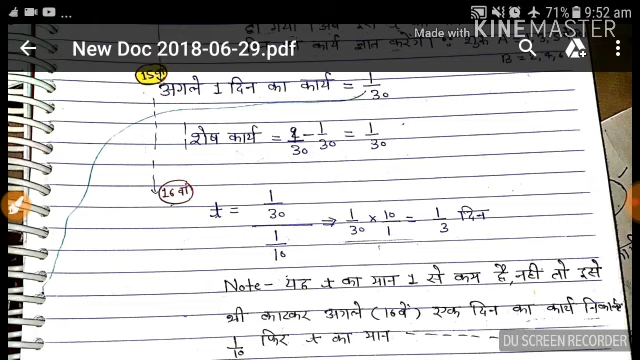 71% 9:52 am
Made with
KINEMASTER
New Doc 2018-06-29.pdf
कार्य ज्ञात करेंगे।
15वां
अगले 1 दिन का कार्य = 1/30
शेष कार्य = 2/30 - 1/30 = 1/30
16वां
t = 1/30 / 1/10 ⇒ 1/30 × 10/1 = 1/3 दिन
Note- यह t का मान 1 से कम है, नहीं तो इसे
भी काटकर अगले (16वें) एक दिन का कार्य
1/10 फिर t का मान - - - - - -
DU SCREEN RECORDER